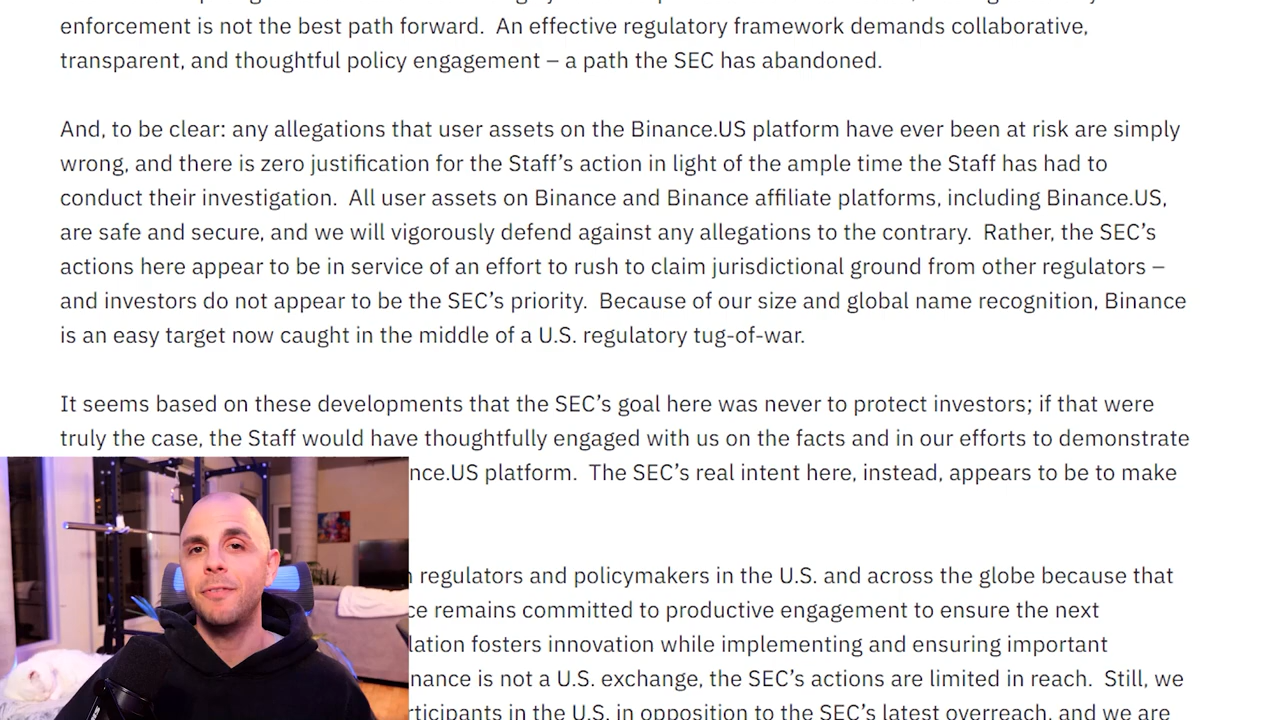 enforcement is not the best path forward.  An effective regulatory framework demands collaborative,
transparent, and thoughtful policy engagement – a path the SEC has abandoned.
And, to be clear: any allegations that user assets on the Binance.US platform have ever been at risk are simply
wrong, and there is zero justification for the Staff’s action in light of the ample time the Staff has had to
conduct their investigation.  All user assets on Binance and Binance affiliate platforms, including Binance.US,
are safe and secure, and we will vigorously defend against any allegations to the contrary.  Rather, the SEC’s
actions here appear to be in service of an effort to rush to claim jurisdictional ground from other regulators –
and investors do not appear to be the SEC’s priority.  Because of our size and global name recognition, Binance
is an easy target now caught in the middle of a U.S. regulatory tug-of-war.
It seems based on these developments that the SEC’s goal here was never to protect investors; if that were
truly the case, the Staff would have thoughtfully engaged with us on the facts and in our efforts to demonstrate
nce.US platform.  The SEC’s real intent here, instead, appears to be to make
regulators and policymakers in the U.S. and across the globe because that
ce remains committed to productive engagement to ensure the next
lation fosters innovation while implementing and ensuring important
nance is not a U.S. exchange, the SEC’s actions are limited in reach.  Still, we
rticipants in the U.S. in opposition to the SEC’s latest overreach, and we are